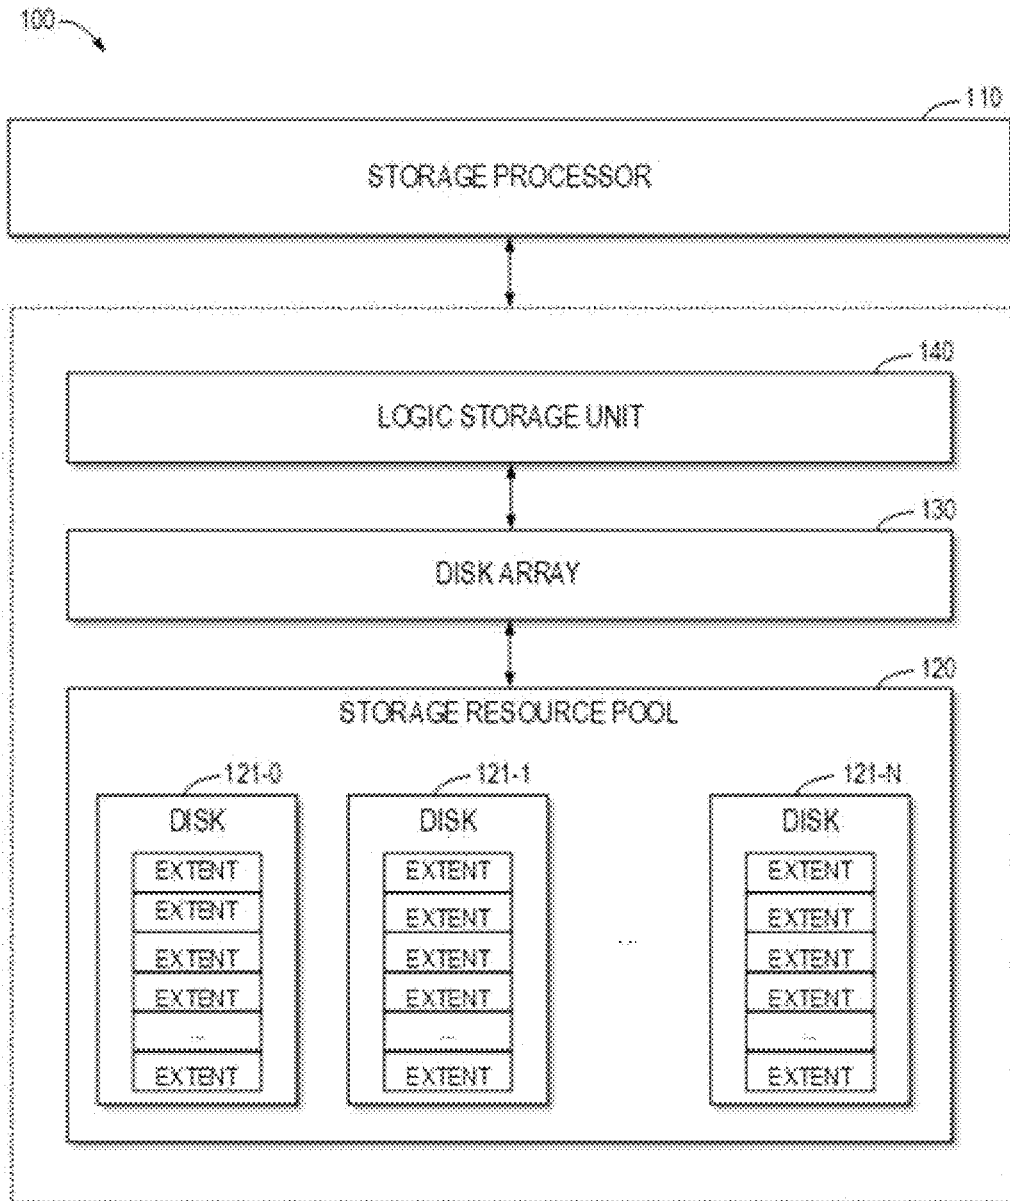 100
110
STORAGE PROCESSOR
140
LOGIC STORAGE UNIT
130
DISK ARRAY
120
STORAGE RESOURCE POOL
121-0
121-1
121-N
DISK
DISK
DISK
EXTENT
EXTENT
EXTENT
EXTENT
...
EXTENT
EXTENT
EXTENT
EXTENT
EXTENT
...
EXTENT
...
EXTENT
EXTENT
EXTENT
EXTENT
...
EXTENT